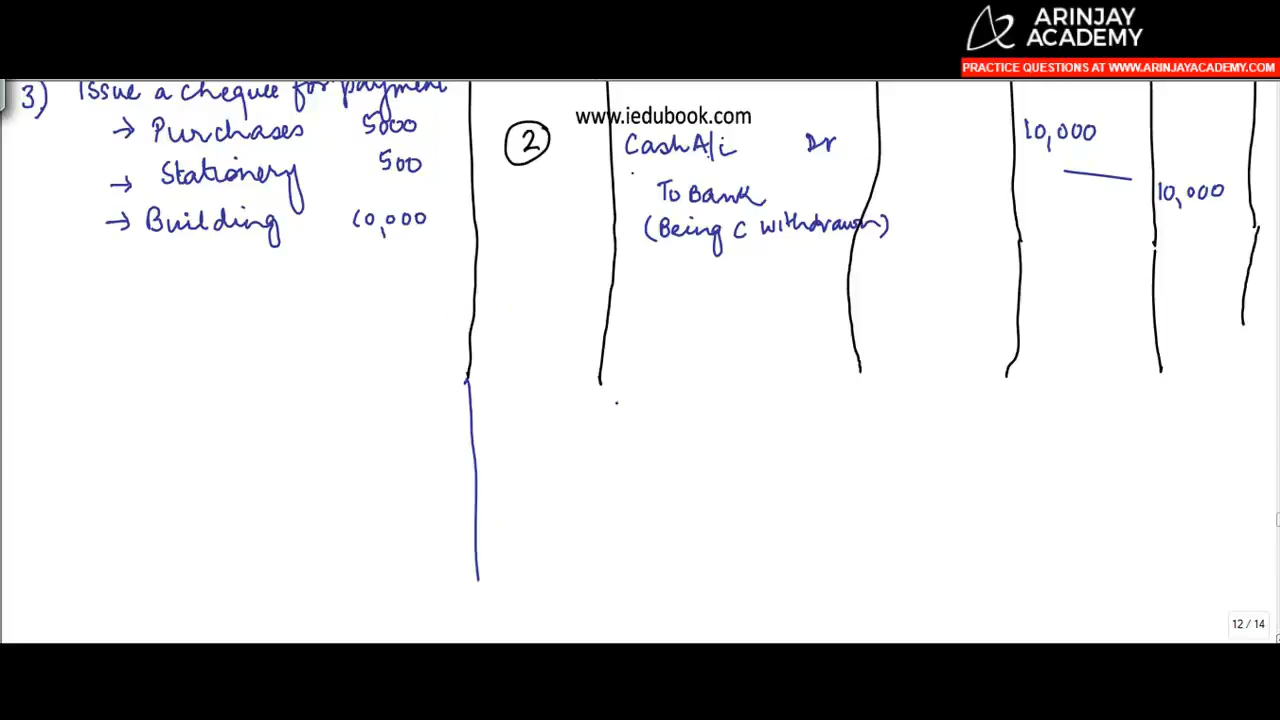 ARINJAY
ACADEMY
PRACTICE QUESTIONS AT WWW.ARINJAYACADEMY.COM
3) Issue a chequee for payment
→ Purchases 5000
→ Stationery 500
→ Building 10,000
www.iedubook.com
2 Cash A/c Dr 10,000
To Bank 10,000
(Being C withdrawn)
12 / 14